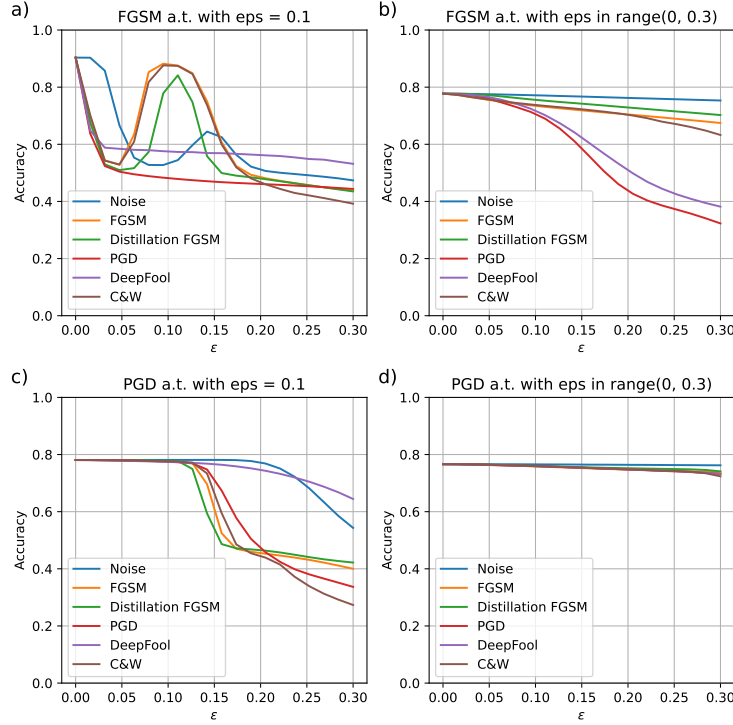 a)
FGSM a.t. with eps = 0.1
1.0
0.8
0.6
0.4
0.2
0.0
Accuracy
Noise
FGSM
Distillation FGSM
PGD
DeepFool
C&W
0.00 0.05 0.10 0.15 0.20 0.25 0.30
ε
b)
FGSM a.t. with eps in range(0, 0.3)
1.0
0.8
0.6
0.4
0.2
0.0
Accuracy
Noise
FGSM
Distillation FGSM
PGD
DeepFool
C&W
0.00 0.05 0.10 0.15 0.20 0.25 0.30
ε
c)
PGD a.t. with eps = 0.1
1.0
0.8
0.6
0.4
0.2
0.0
Accuracy
Noise
FGSM
Distillation FGSM
PGD
DeepFool
C&W
0.00 0.05 0.10 0.15 0.20 0.25 0.30
ε
d)
PGD a.t. with eps in range(0, 0.3)
1.0
0.8
0.6
0.4
0.2
0.0
Accuracy
Noise
FGSM
Distillation FGSM
PGD
DeepFool
C&W
0.00 0.05 0.10 0.15 0.20 0.25 0.30
ε